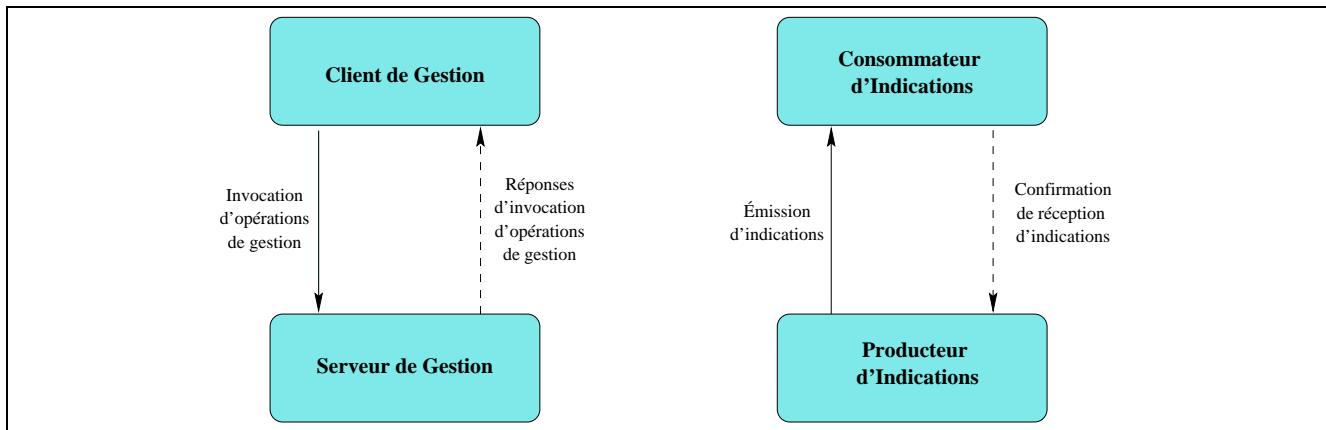 Client de Gestion
Invocation
d'opérations
de gestion
Réponses
d'invocation
d'opérations
de gestion
Serveur de Gestion
Consommateur
d'Indications
Émission
d'indications
Confirmation
de réception
d'indications
Producteur
d'Indications